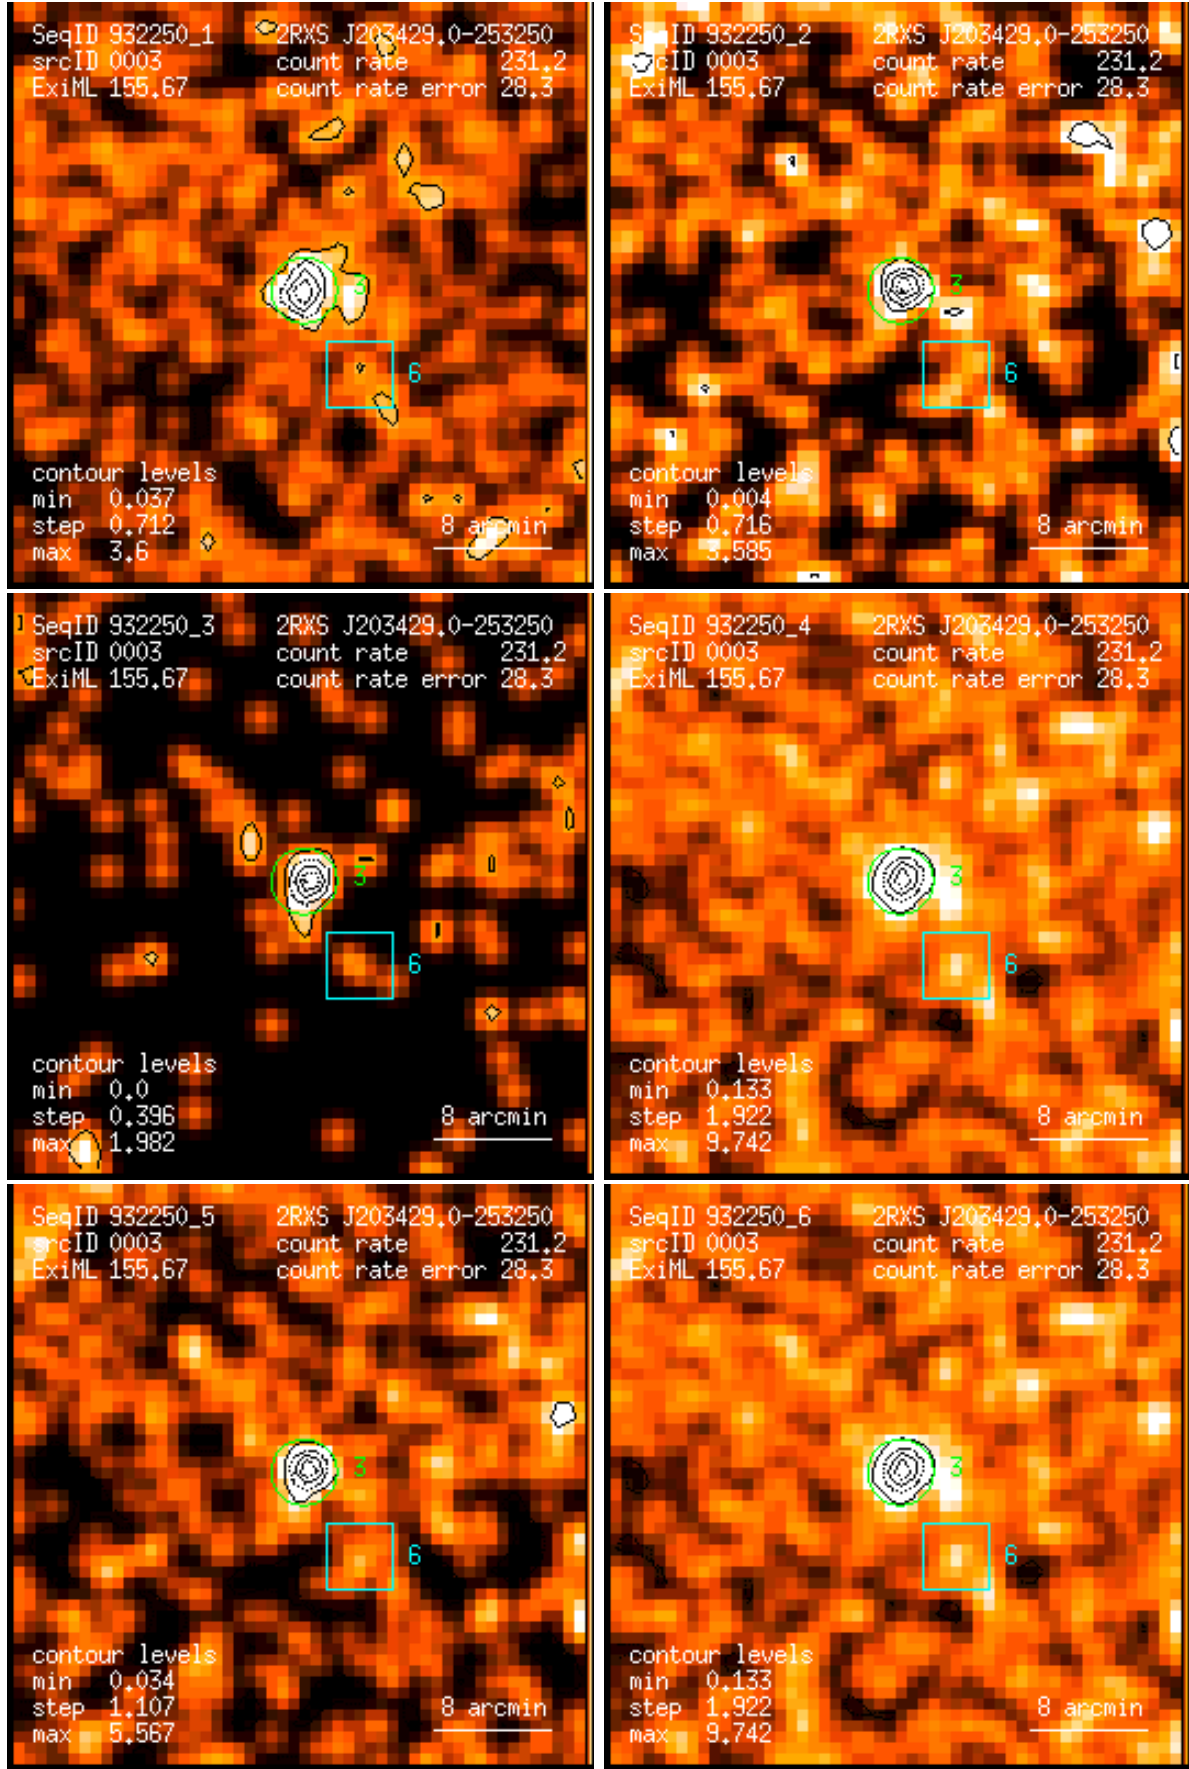 SeqID 932250_1 2RXS J203429.0-253250
srcID 0003 count rate 231.2
ExiML 155.67 count rate error 28.3
3
6
contour levels
min 0.037
step 0.712
max 3.6
8 arcmin
SeqID 932250_2 2RXS J203429.0-253250
srcID 0003 count rate 231.2
ExiML 155.67 count rate error 28.3
3
6
contour levels
min 0.004
step 0.716
max 3.585
8 arcmin
SeqID 932250_3 2RXS J203429.0-253250
srcID 0003 count rate 231.2
ExiML 155.67 count rate error 28.3
3
6
contour levels
min 0.0
step 0.396
max 1.982
8 arcmin
SeqID 932250_4 2RXS J203429.0-253250
srcID 0003 count rate 231.2
ExiML 155.67 count rate error 28.3
3
6
contour levels
min 0.133
step 1.922
max 9.742
8 arcmin
SeqID 932250_5 2RXS J203429.0-253250
srcID 0003 count rate 231.2
ExiML 155.67 count rate error 28.3
3
6
contour levels
min 0.034
step 1.107
max 5.567
8 arcmin
SeqID 932250_6 2RXS J203429.0-253250
srcID 0003 count rate 231.2
ExiML 155.67 count rate error 28.3
3
6
contour levels
min 0.133
step 1.922
max 9.742
8 arcmin